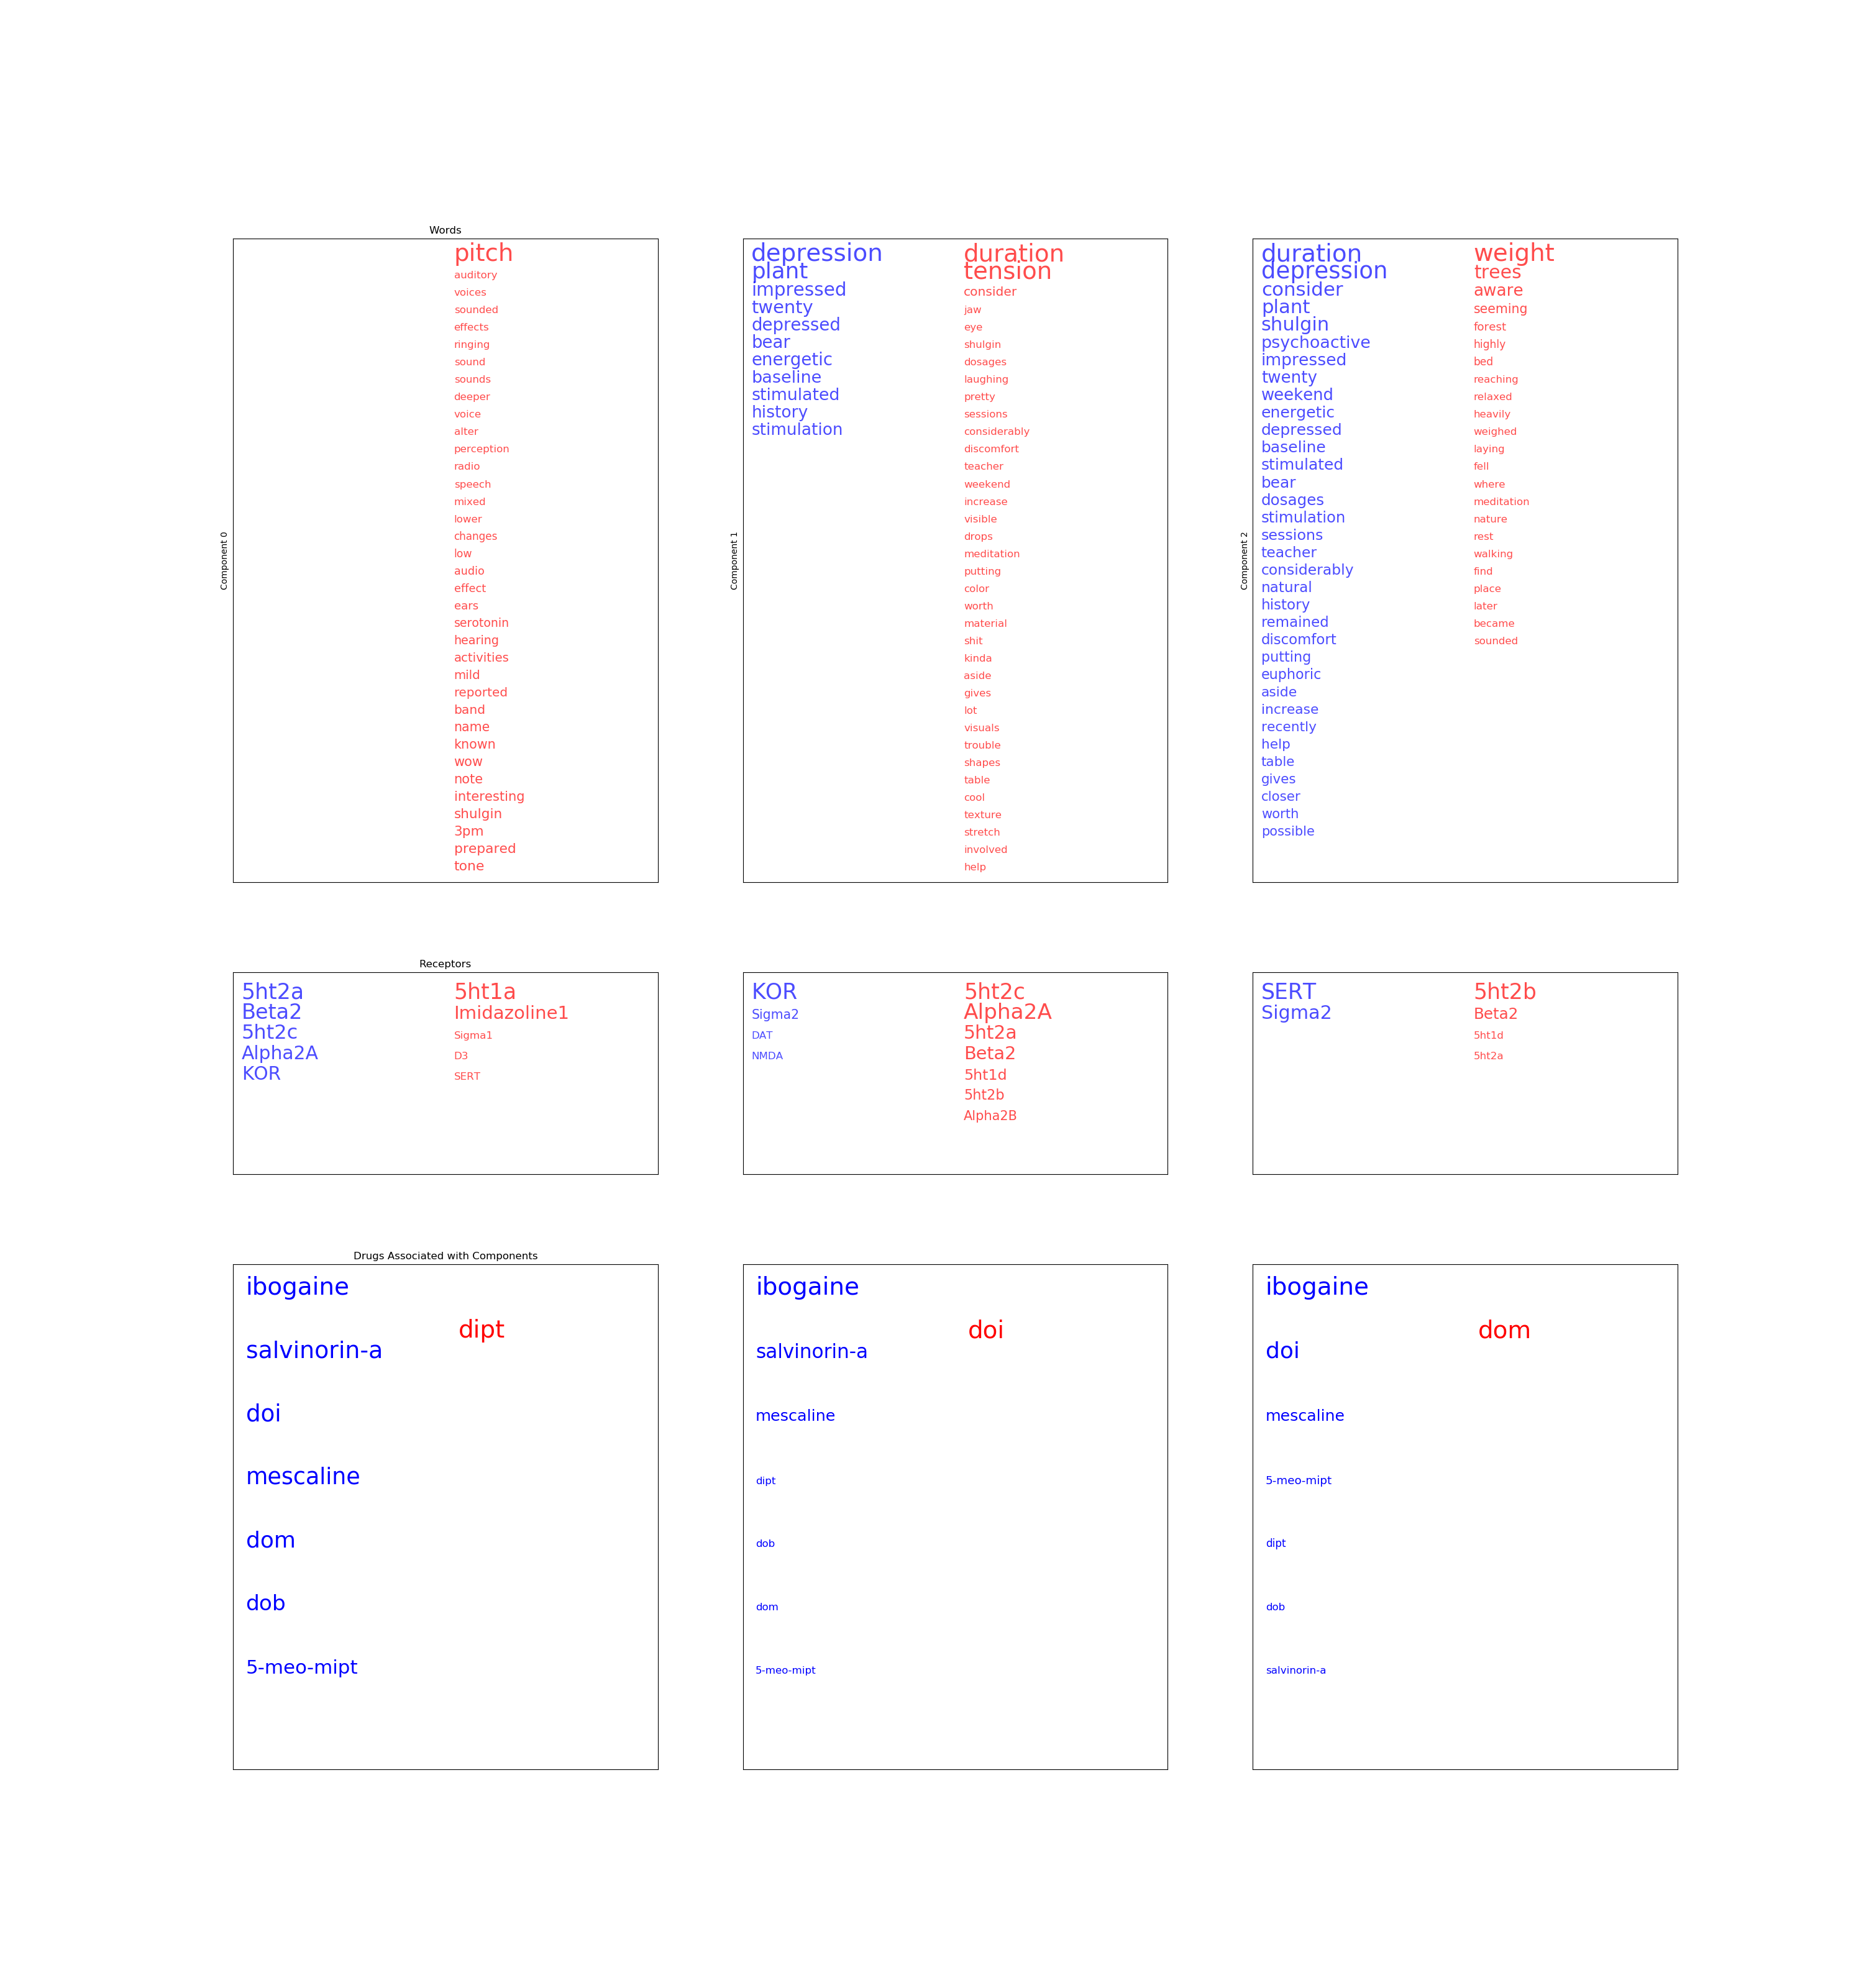 Words
Component 0
pitch
auditory
voices
sounded
effects
ringing
sound
sounds
deeper
voice
alter
perception
radio
speech
mixed
lower
changes
low
audio
effect
ears
serotonin
hearing
activities
mild
reported
band
name
known
wow
note
interesting
shulgin
3pm
prepared
tone
Component 1
depression
plant
impressed
twenty
depressed
bear
energetic
baseline
stimulated
history
stimulation
duration
tension
consider
jaw
eye
shulgin
dosages
laughing
pretty
sessions
considerably
discomfort
teacher
weekend
increase
visible
drops
meditation
putting
color
worth
material
shit
kinda
aside
gives
lot
visuals
trouble
shapes
table
cool
texture
stretch
involved
help
Component 2
duration
depression
consider
plant
shulgin
psychoactive
impressed
twenty
weekend
energetic
depressed
baseline
stimulated
bear
dosages
stimulation
sessions
teacher
considerably
natural
history
remained
discomfort
putting
euphoric
aside
increase
recently
help
table
gives
closer
worth
possible
weight
trees
aware
seeming
forest
highly
bed
reaching
relaxed
heavily
weighed
laying
fell
where
meditation
nature
rest
walking
find
place
later
became
sounded
Receptors
5ht2a
Beta2
5ht2c
Alpha2A
KOR
5ht1a
Imidazoline1
Sigma1
D3
SERT
KOR
Sigma2
DAT
NMDA
5ht2c
Alpha2A
5ht2a
Beta2
5ht1d
5ht2b
Alpha2B
SERT
Sigma2
5ht2b
Beta2
5ht1d
5ht2a
Drugs Associated with Components
ibogaine
salvinorin-a
doi
mescaline
dom
dob
5-meo-mipt
dipt
ibogaine
salvinorin-a
mescaline
dipt
dob
dom
5-meo-mipt
doi
ibogaine
doi
mescaline
5-meo-mipt
dipt
dob
salvinorin-a
dom